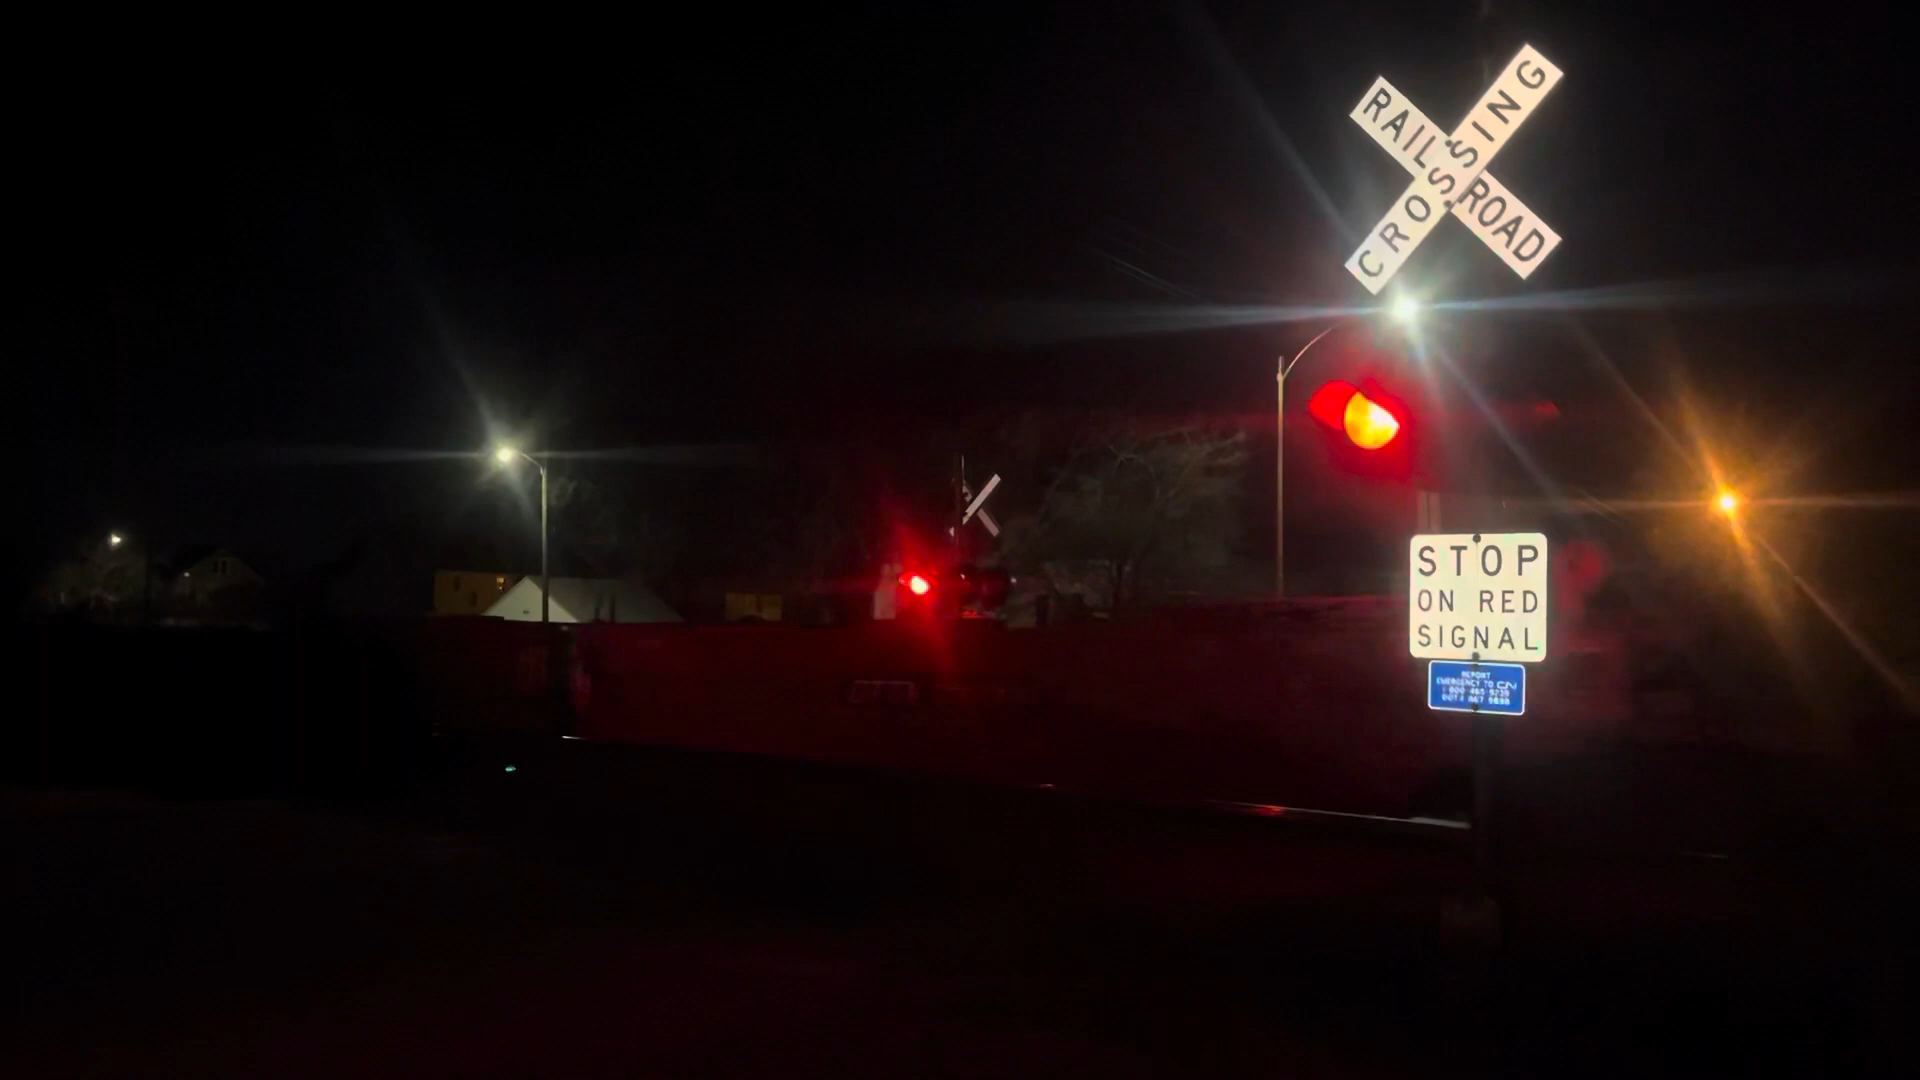 RAILROAD
CROSSING
STOP
ON RED
SIGNAL
REPORT
EMERGENCY TO CN